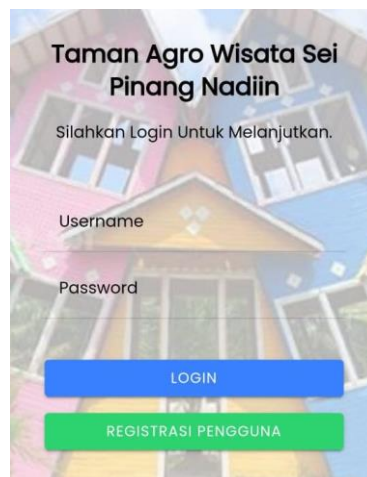 Taman Agro Wisata Sei
Pinang Nadiin
Silahkan Login Untuk Melanjutkan.
Username
Password
LOGIN
REGISTRASI PENGGUNA